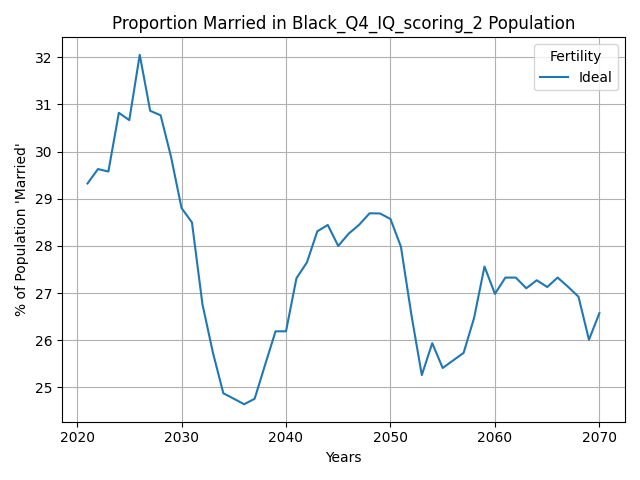 Proportion Married in Black_Q4_IQ_scoring_2 Population
Fertility
Ideal
% of Population 'Married'
32
31
30
29
28
27
26
25
2020
2030
2040
2050
2060
2070
Years